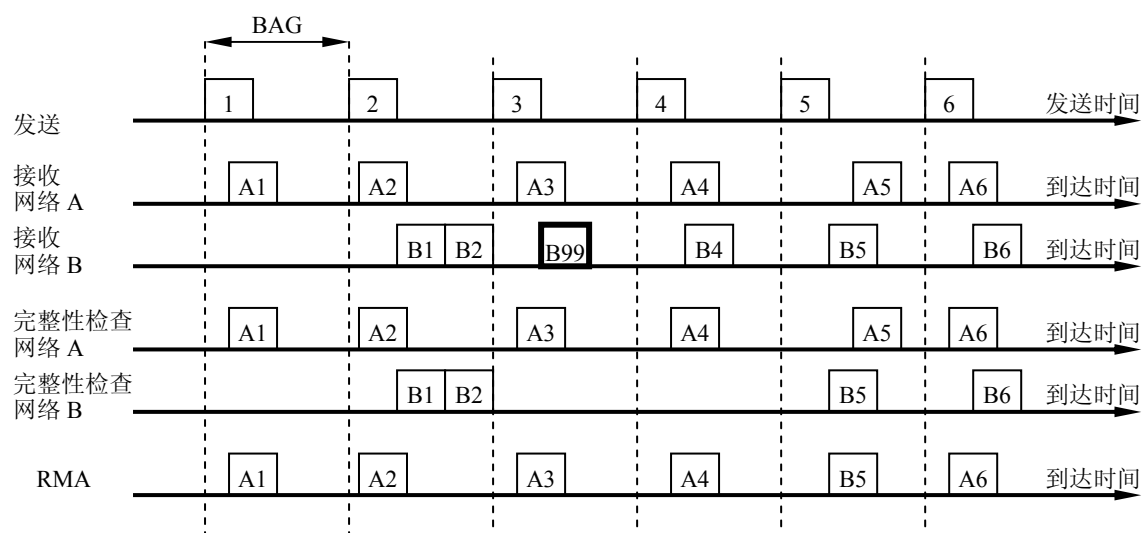 BAG
1 2 3 4 5 6 发送时间
发送
接收
网络 A
A1 A2 A3 A4 A5 A6 到达时间
接收
网络 B
B1 B2 B99 B4 B5 B6 到达时间
完整性检查
网络 A
A1 A2 A3 A4 A5 A6 到达时间
完整性检查
网络 B
B1 B2 B5 B6 到达时间
RMA A1 A2 A3 A4 B5 A6 到达时间